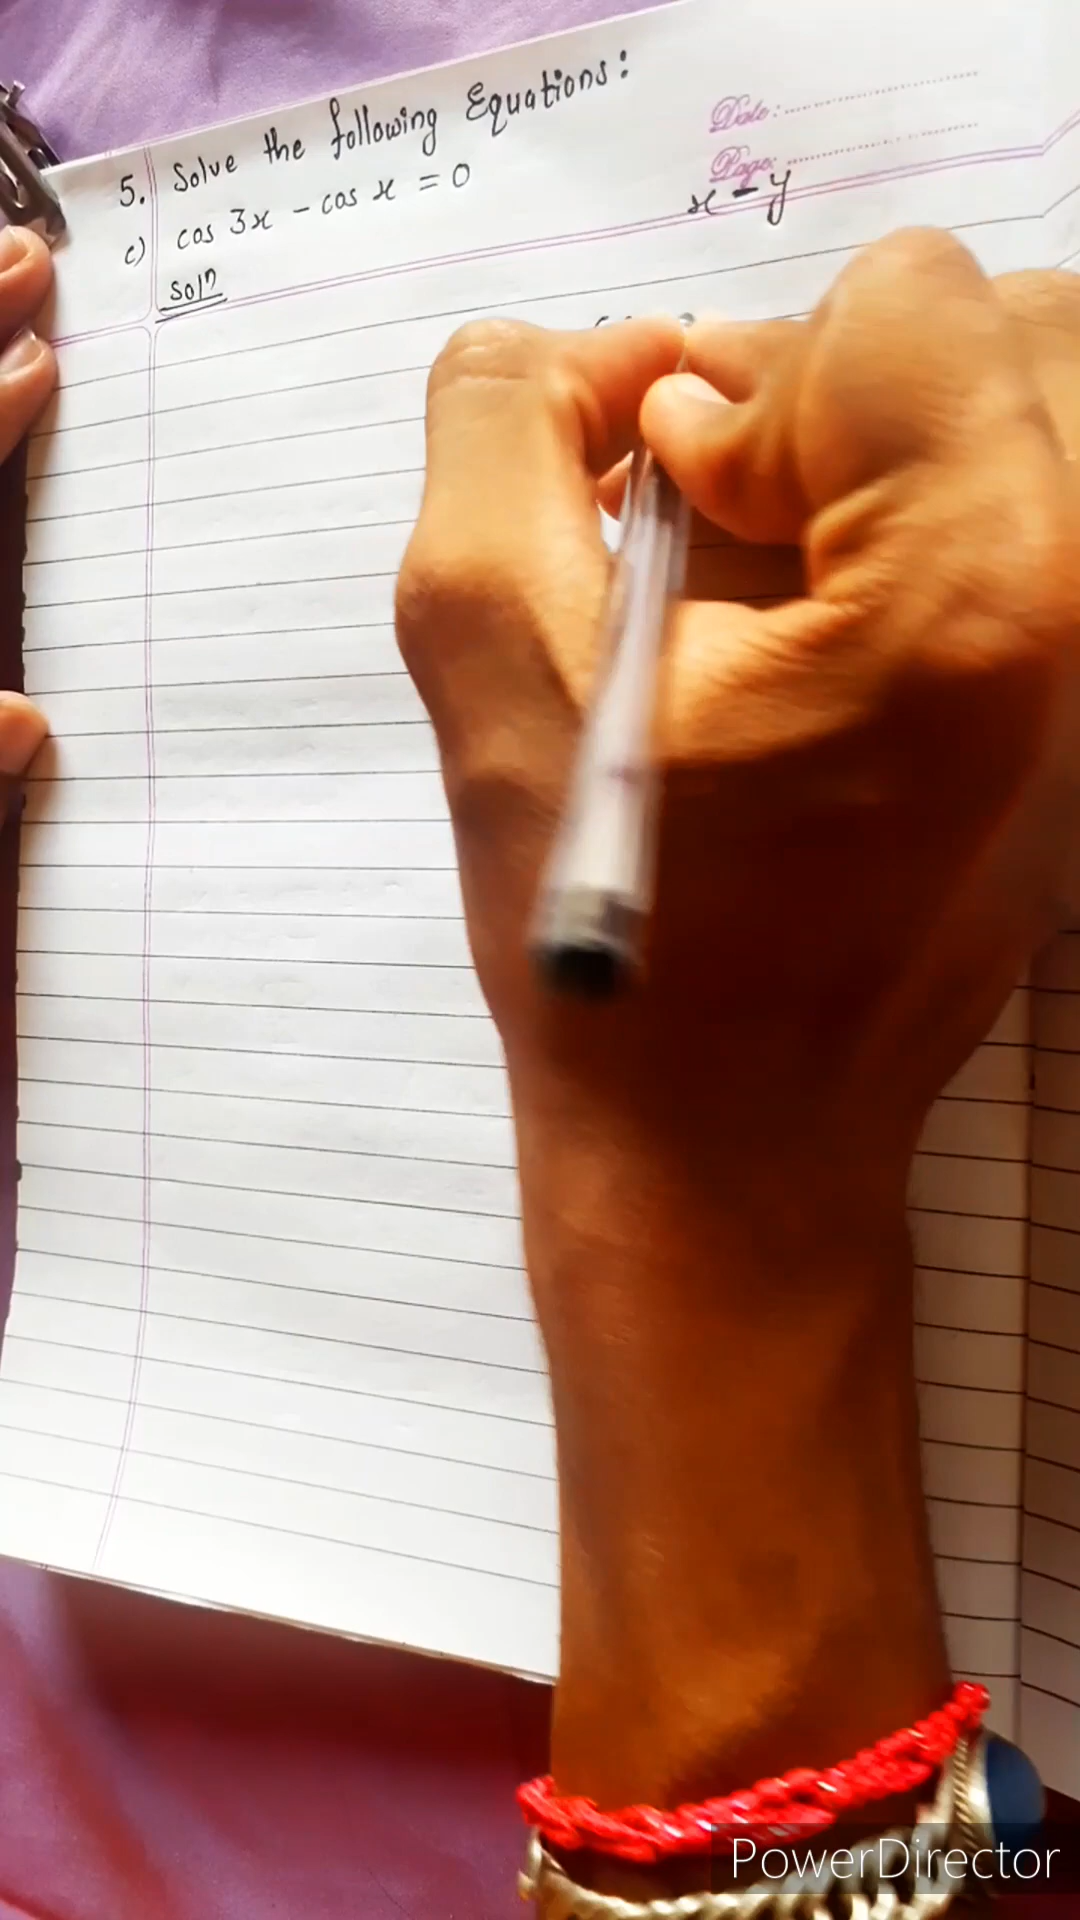 5. Solve the following Equations:
c) cos 3x - cos x = 0
Soln
Date:
Page:
x - y
PowerDirector